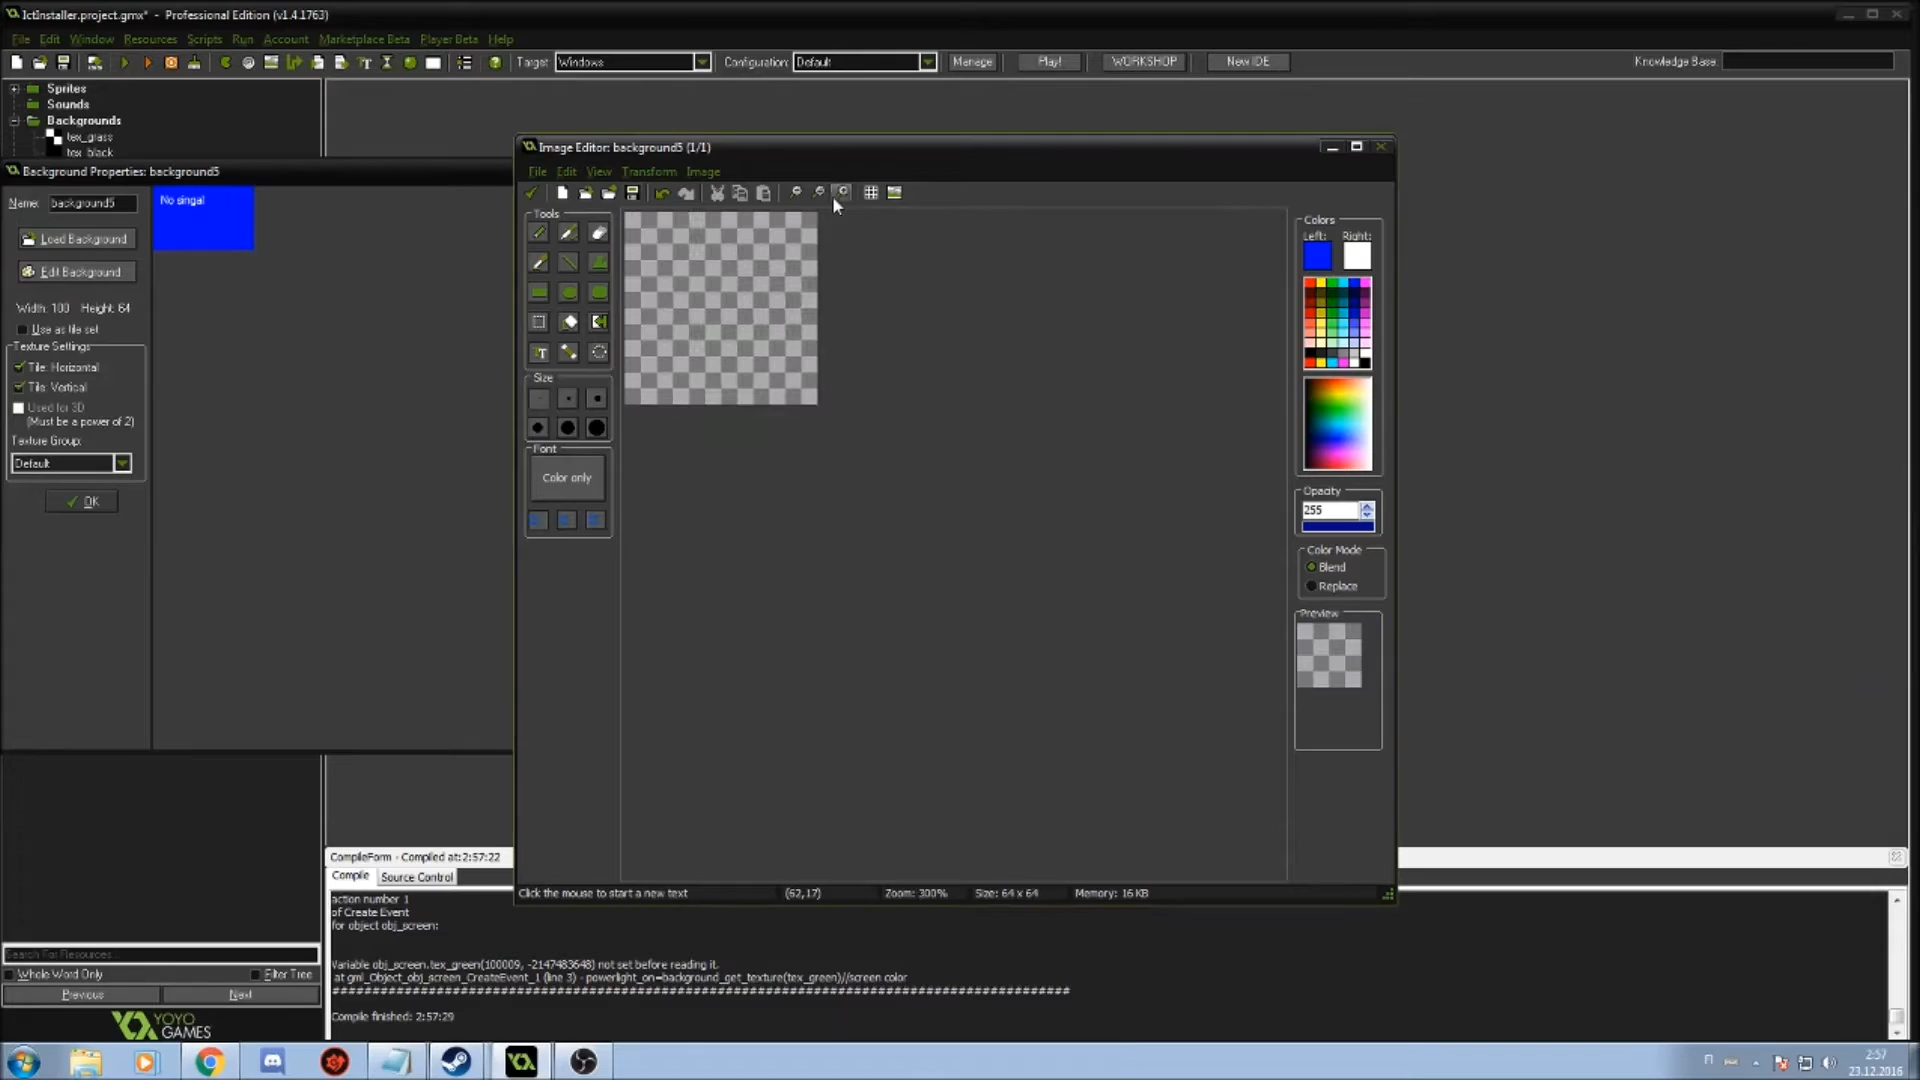 IctInstaller.project.gmx* - Professional Edition (v1.4.1763)
File Edit Window Resources Scripts Run Account Marketplace Beta Player Beta Help
Target: Windows Configuration: Default Manage Play! WORKSHOP New IDE Knowledge Base:
Sprites
Sounds
Backgrounds
tex_grass
tex_black
Background Properties: background5
Name: background5
No singal
Load Background
Edit Background
Width: 100 Height: 64
Use as tile set
Texture Settings
Tile: Horizontal
Tile: Vertical
Used for 3D
(Must be a power of 2)
Texture Group:
Default
OK
Image Editor: background5 (1/1)
File Edit View Transform Image
Tools
Size
Font
Color only
Colors
Left: Right:
Opacity
255
Color Mode
Blend
Replace
Preview
Click the mouse to start a new text (62,17) Zoom: 300% Size: 64 x 64 Memory: 16 KB
CompileForm - Compiled at:2:57:22
Compile Source Control
action number 1
of Create Event
for object obj_screen:
Variable obj_screen.tex_green(100009, -2147483648) not set before reading it.
at gml_Object_obj_screen_CreateEvent_1 (line 3) - powerlight_on=background_get_texture(tex_green)//screen color
############################################################################################
Compile finished: 2:57:29
Search For Resources...
Whole Word Only Filter Tree
Previous Next
YOYO
GAMES
FI
2:57
23.12.2016